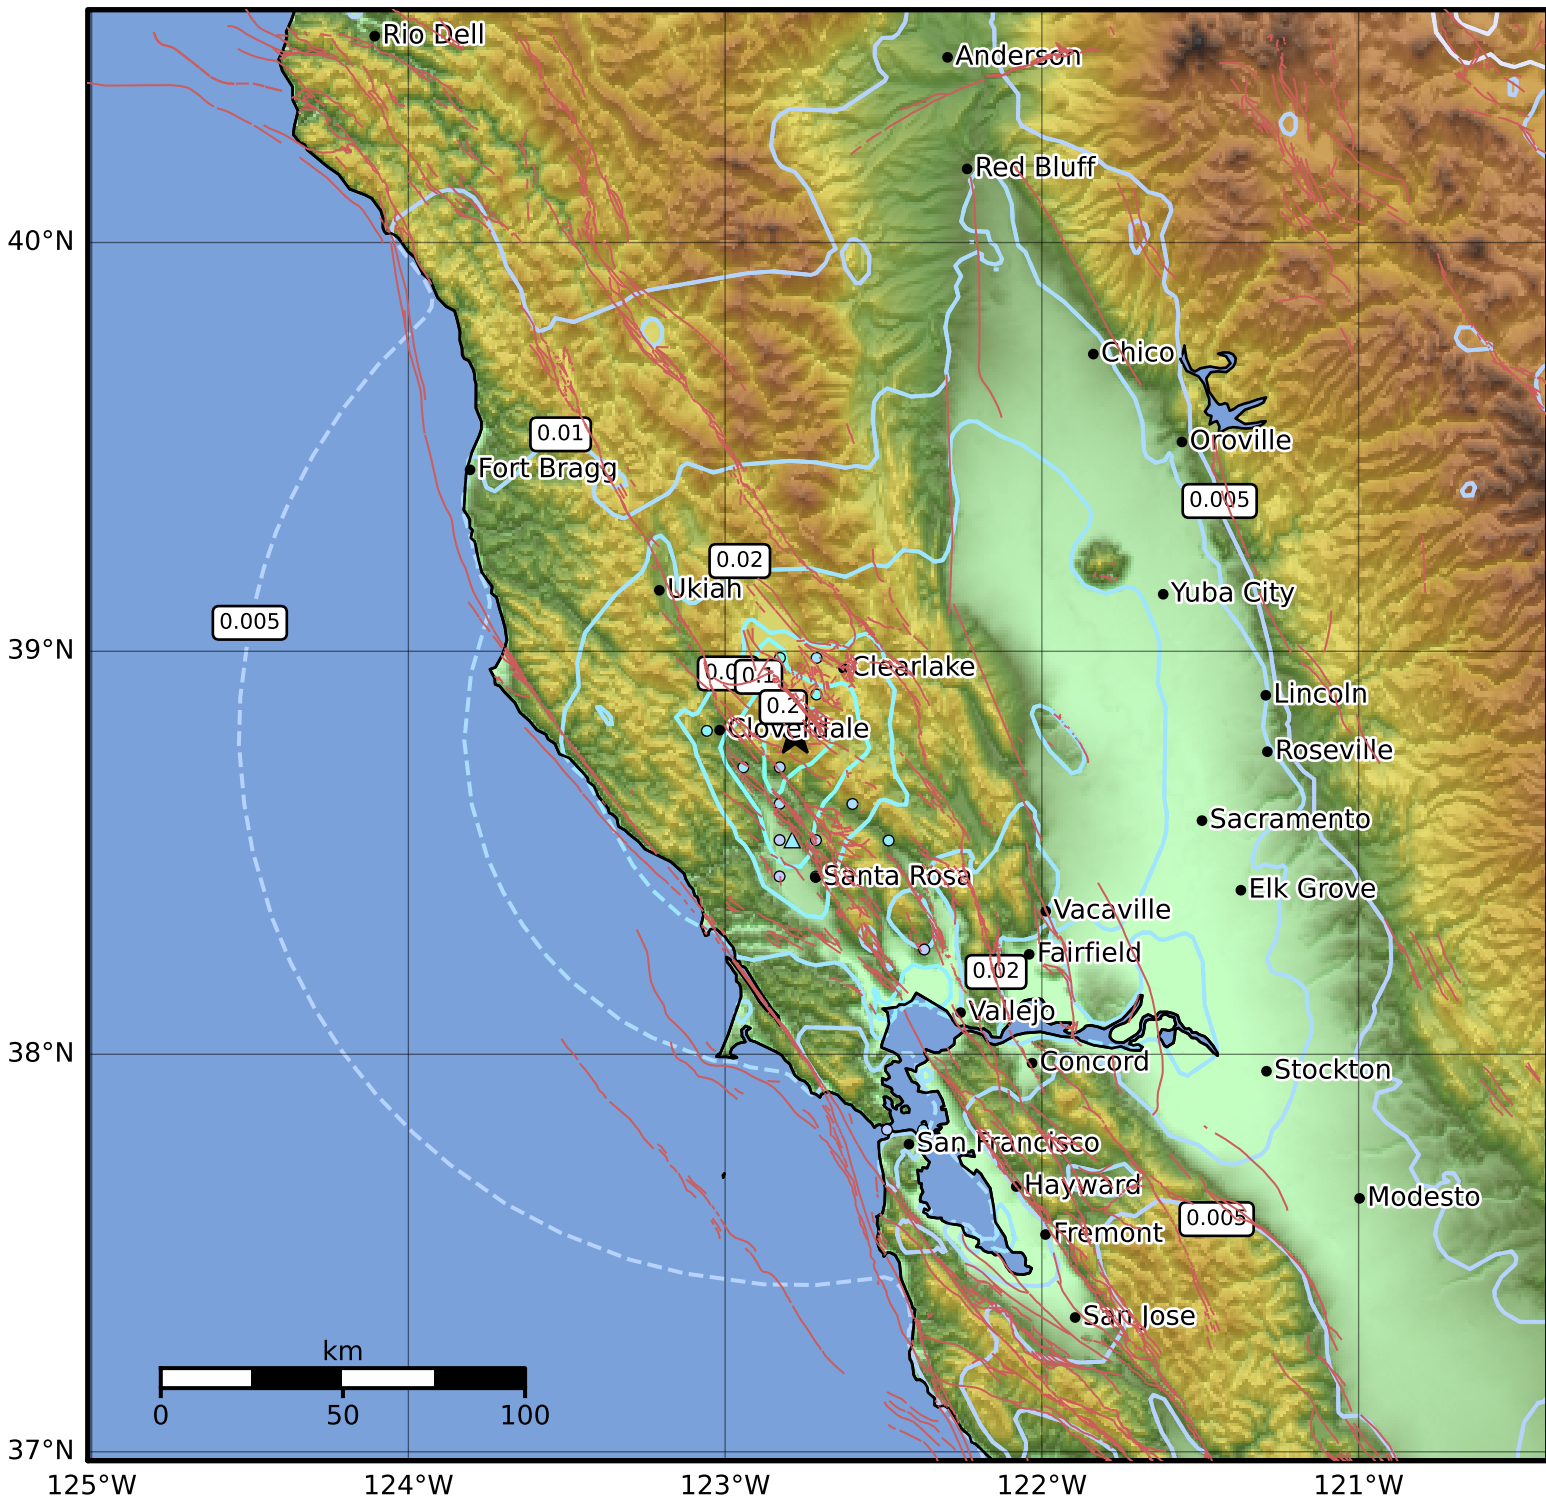 Rio Dell
Anderson
Red Bluff
40°N
Chico
0.01
Oroville
Fort Bragg
0.005
0.02
Ukiah
Yuba City
0.005
39°N
Clearlake
0.1
Lincoln
0.2
Cloverdale
Roseville
Sacramento
Santa Rosa
Elk Grove
Vacaville
Fairfield
0.02
Vallejo
38°N
Concord
Stockton
San Francisco
Hayward
Modesto
0.005
Fremont
San Jose
km
0 50 100
37°N
125°W 124°W 123°W 122°W 121°W